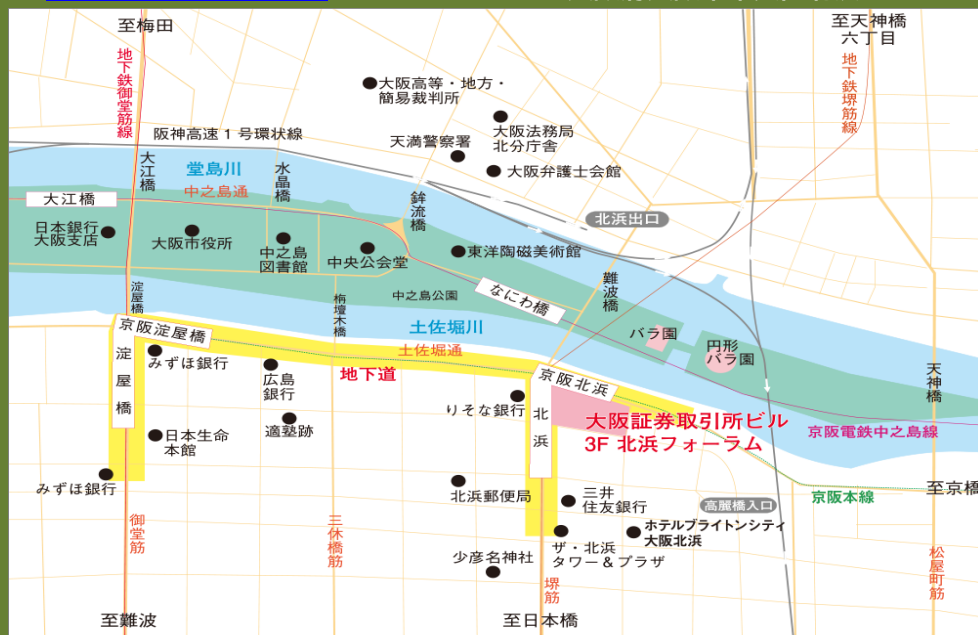 至梅田
地下鉄御堂筋線
至天神橋
六丁目
地下鉄堺筋線
大阪高等・地方・
簡易裁判所
大阪法務局
北分庁舎
天満警察署
大阪弁護士会館
阪神高速1号環状線
堂島川
中之島通
大江橋
水晶橋
鉾流橋
北浜出口
大江橋
日本銀行
大阪支店
大阪市役所
中之島
図書館
中央公会堂
東洋陶磁美術館
中之島公園
なにわ橋
難波橋
バラ園
円形
バラ園
天神橋
淀屋橋
栴壇木橋
土佐堀川
土佐堀通
京阪淀屋橋
淀屋橋
みずほ銀行
広島
銀行
地下道
京阪北浜
りそな銀行
北浜
大阪証券取引所ビル
3F 北浜フォーラム
京阪電鉄中之島線
適塾跡
日本生命
本館
みずほ銀行
北浜郵便局
三井
住友銀行
高麗橋入口
京阪本線
至京橋
ホテルブライトンシティ
大阪北浜
ザ・北浜
タワー&プラザ
少彦名神社
御堂筋
三休橋筋
堺筋
松屋町筋
至難波
至日本橋